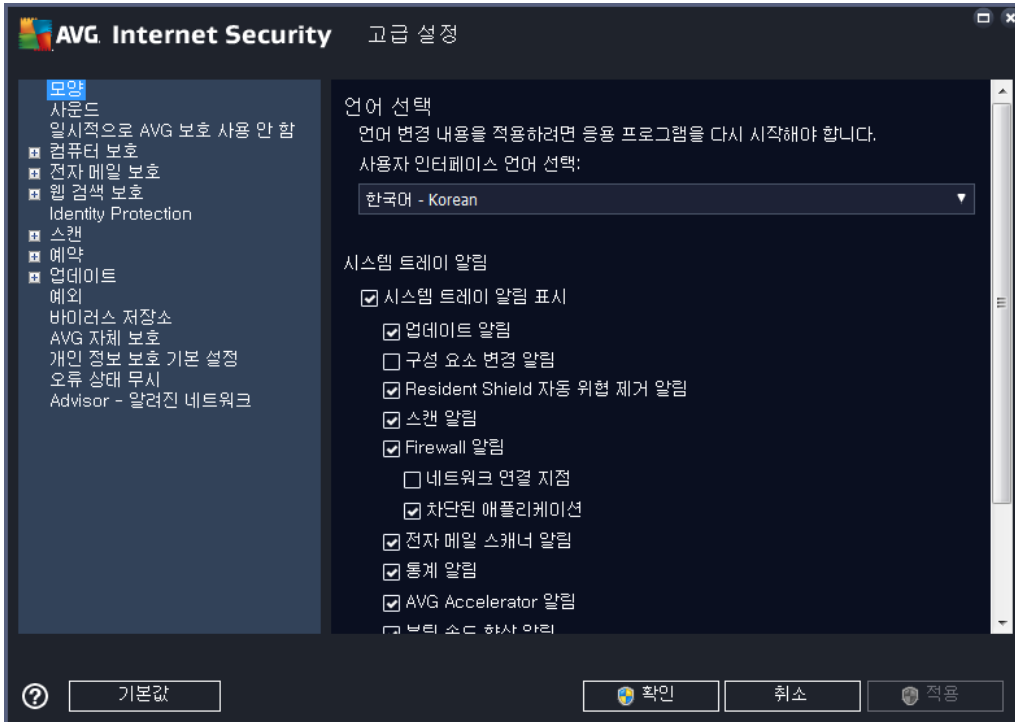 AVG Internet Security 고급 설정
모양
사운드
일시적으로 AVG 보호 사용 안 함
컴퓨터 보호
전자 메일 보호
웹 검색 보호
Identity Protection
스캔
예약
업데이트
예외
바이러스 저장소
AVG 자체 보호
개인 정보 보호 기본 설정
오류 상태 무시
Advisor - 알려진 네트워크
언어 선택
언어 변경 내용을 적용하려면 응용 프로그램을 다시 시작해야 합니다.
사용자 인터페이스 언어 선택:
한국어 - Korean
시스템 트레이 알림
시스템 트레이 알림 표시
업데이트 알림
구성 요소 변경 알림
Resident Shield 자동 위협 제거 알림
스캔 알림
Firewall 알림
네트워크 연결 지점
차단된 애플리케이션
전자 메일 스캐너 알림
통계 알림
AVG Accelerator 알림
부팅 속도 향상 알림
기본값
확인
취소
적용